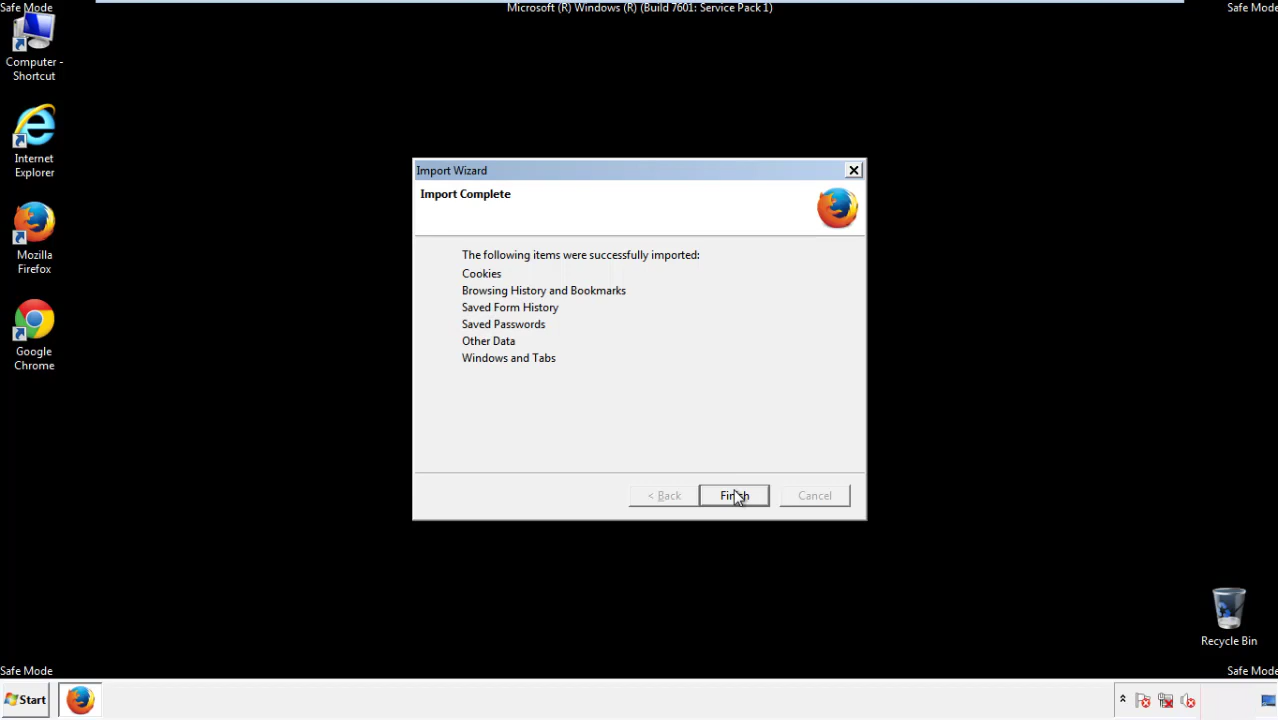 Safe Mode
Microsoft (R) Windows (R) (Build 7601: Service Pack 1)
Safe Mode
Computer -
Shortcut
Internet
Explorer
Mozilla
Firefox
Google
Chrome
Import Wizard
Import Complete
The following items were successfully imported:
Cookies
Browsing History and Bookmarks
Saved Form History
Saved Passwords
Other Data
Windows and Tabs
< Back
Finish
Cancel
Recycle Bin
Safe Mode
Safe Mode
Start